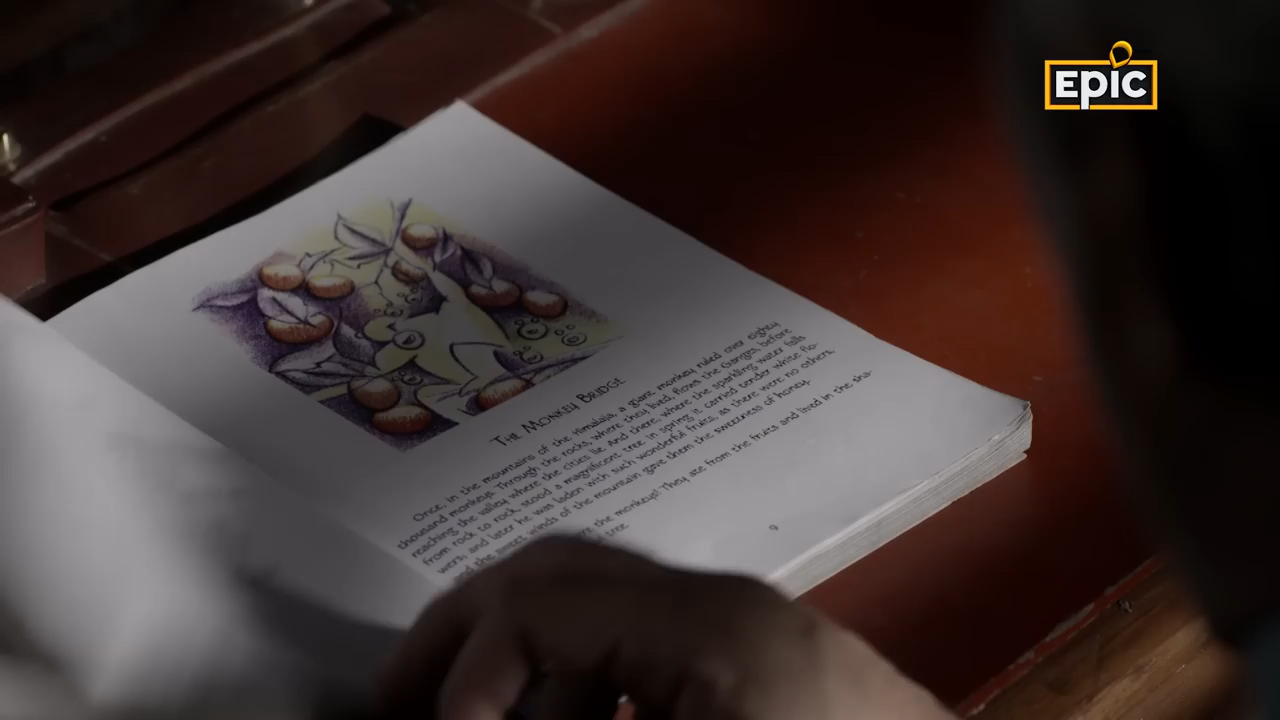 EPIC
THE MONKEY BRIDGE
Once, in the mountains of the Himalaia, a giant monkey ruled over eighty
thousand monkeys. Through the rocks, where they lived, flows the Ganges, before
reaching the valley where the cities lie. And there, where the sparkling water falls
from rock to rock, stood a magnificent tree. In spring it carried tender white flo-
wers, and later he was laden with such wonderful fruits, as there were no others,
and the sweet winds of the mountain gave them the sweetness of honey.
the monkeys! They ate from the fruits and lived in the sha-
tree.
9